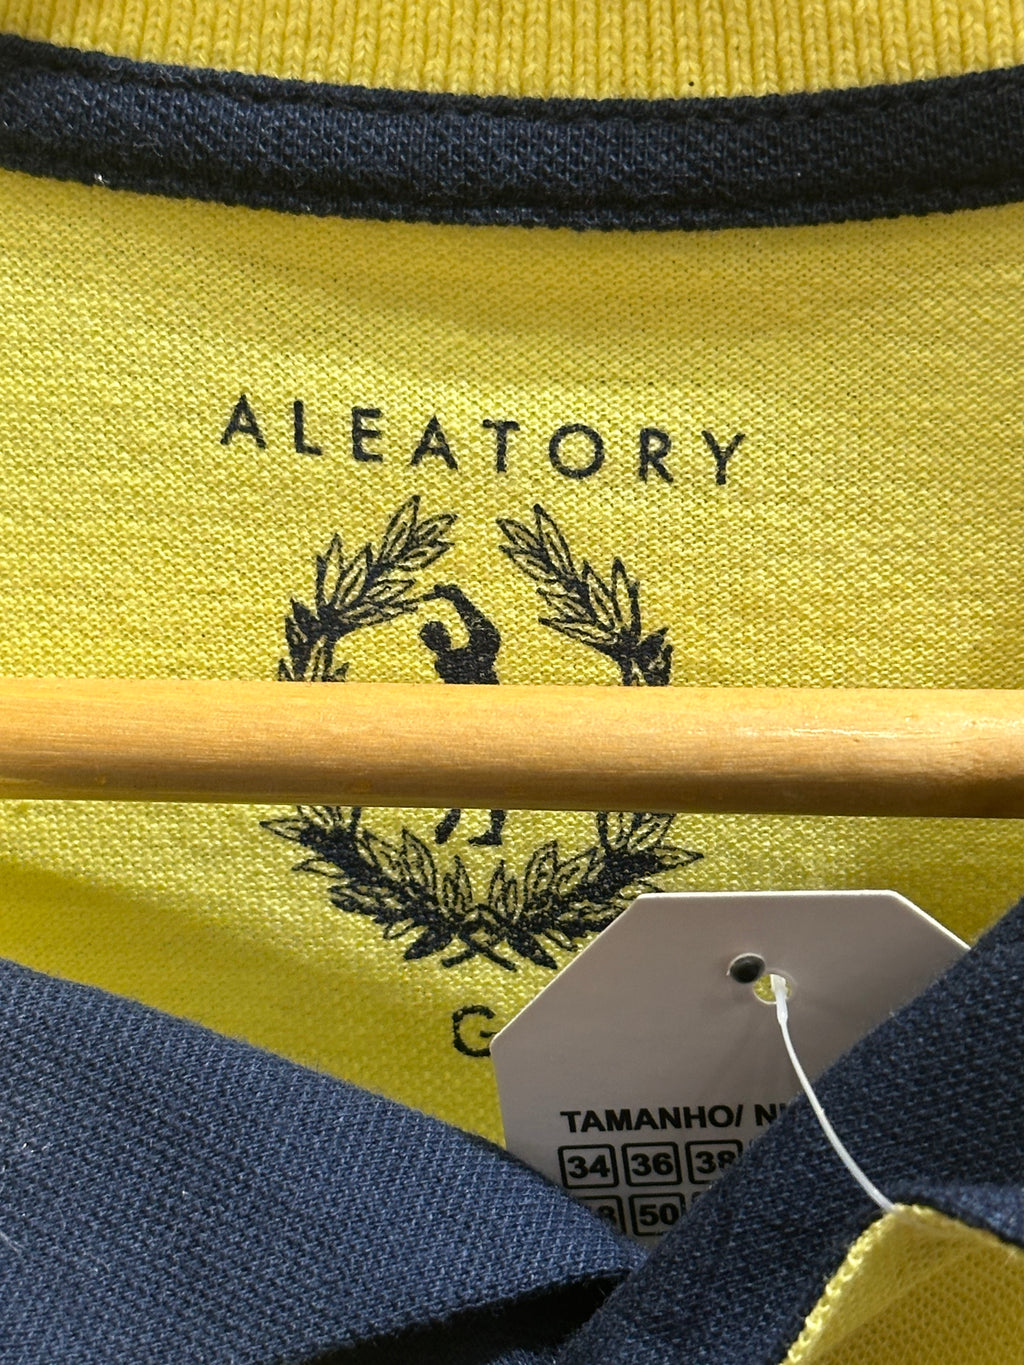 ALEATORY
G
TAMANHO/
34 36 38
50